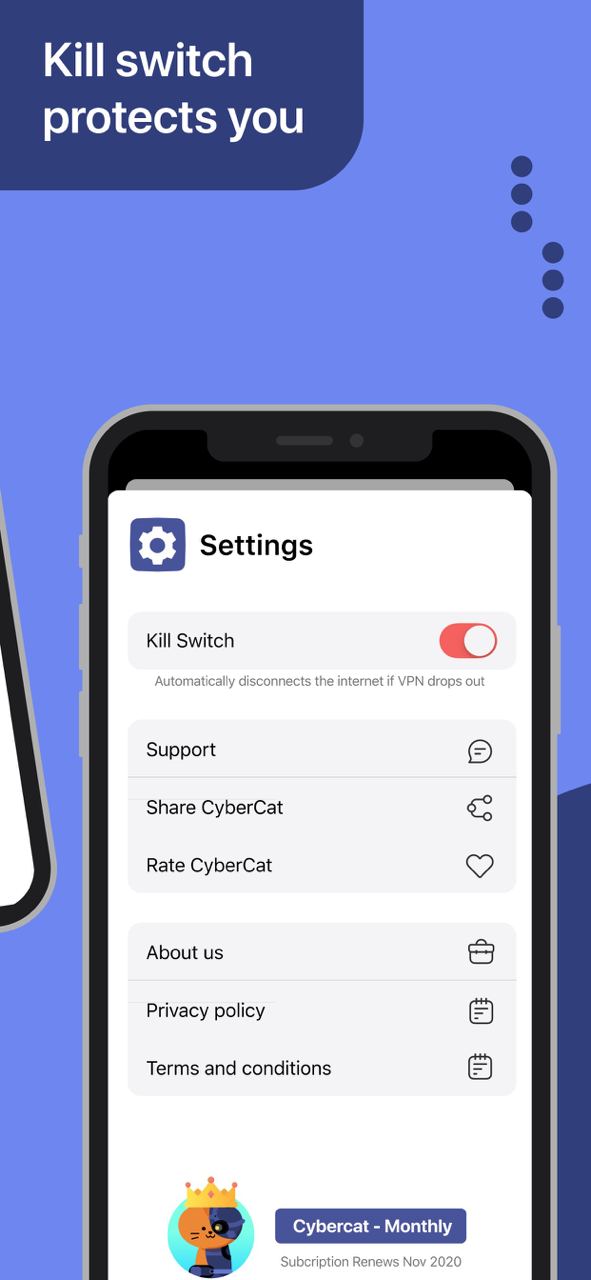 Kill switch
protects you
Settings
Kill Switch
Automatically disconnects the internet if VPN drops out
Support
Share CyberCat
Rate CyberCat
About us
Privacy policy
Terms and conditions
Cybercat - Monthly
Subcription Renews Nov 2020